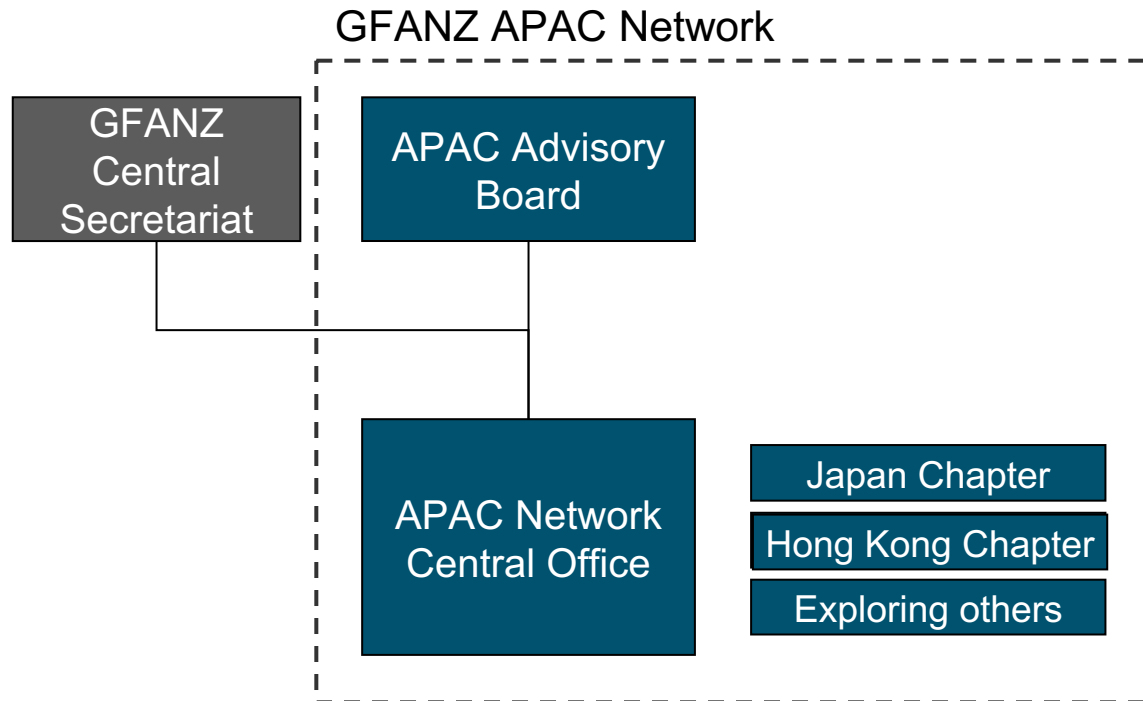 GFANZ APAC Network
GFANZ
Central
Secretariat
APAC Advisory
Board
APAC Network
Central Office
Japan Chapter
Hong Kong Chapter
Exploring others